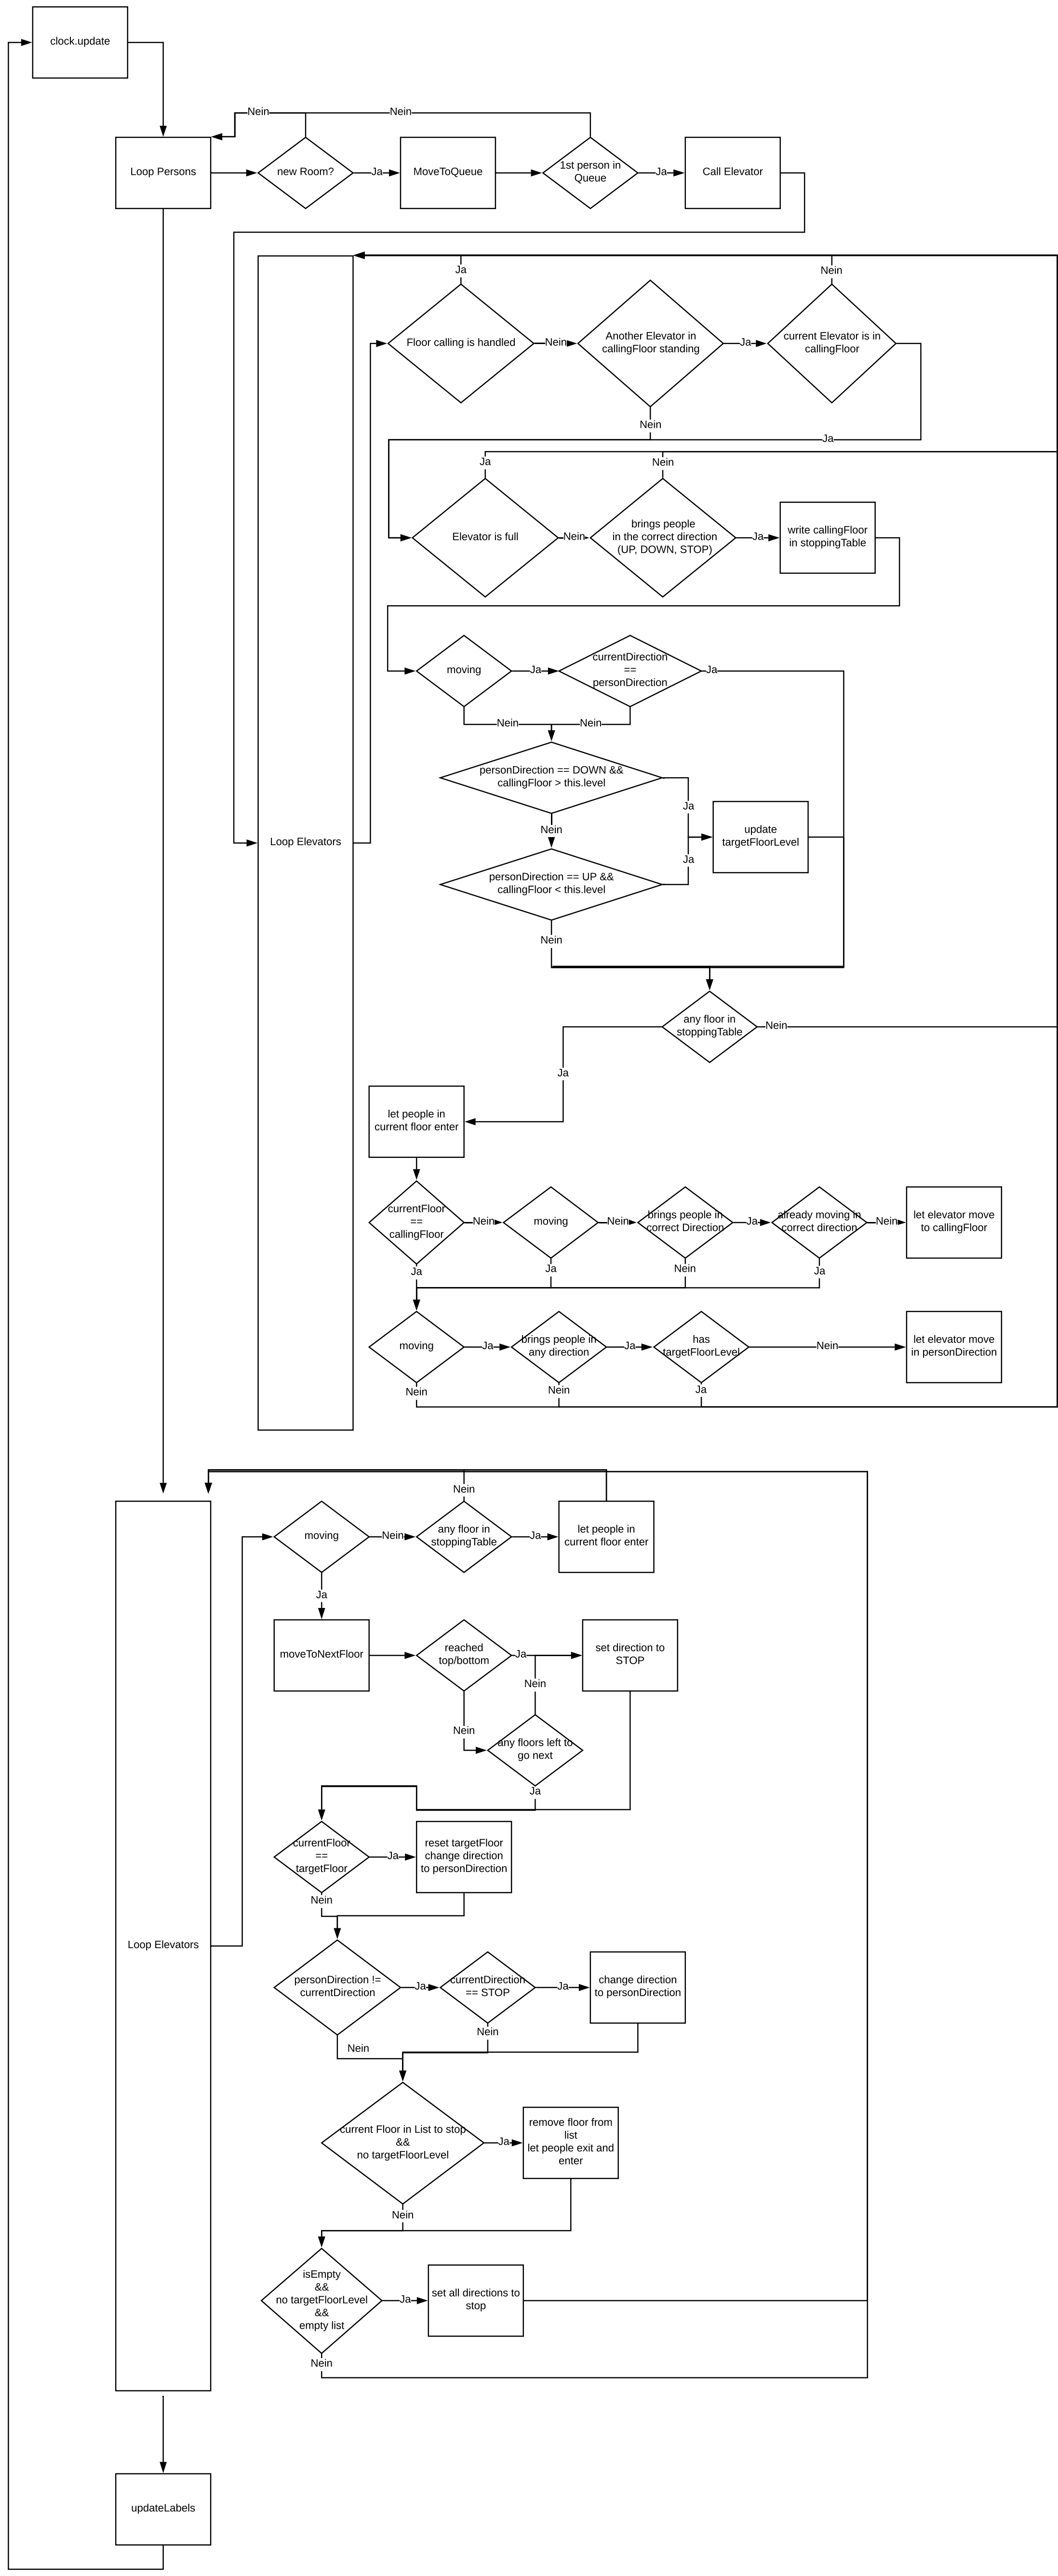 clock.update
Nein
Nein
Loop Persons
new Room?
Ja
MoveToQueue
1st person in
Queue
Ja
Call Elevator
Loop Elevators
Ja
Nein
Floor calling is handled
Nein
Another Elevator in
callingFloor standing
Ja
current Elevator is in
callingFloor
Nein
Ja
Ja
Nein
Elevator is full
Nein
brings people
in the correct direction
(UP, DOWN, STOP)
Ja
write callingFloor
in stoppingTable
moving
Ja
currentDirection
==
personDirection
Ja
Nein
Nein
personDirection == DOWN &&
callingFloor > this.level
Ja
Nein
update
targetFloorLevel
Ja
personDirection == UP &&
callingFloor < this.level
Nein
any floor in
stoppingTable
Nein
Ja
let people in
current floor enter
currentFloor
==
callingFloor
Nein
moving
Nein
brings people in
correct Direction
Ja
already moving in
correct direction
Nein
let elevator move
to callingFloor
Ja
Ja
Nein
Ja
moving
Ja
brings people in
any direction
Ja
has
targetFloorLevel
Nein
let elevator move
in personDirection
Nein
Nein
Ja
Loop Elevators
Nein
moving
Nein
any floor in
stoppingTable
Ja
let people in
current floor enter
Ja
moveToNextFloor
reached
top/bottom
Ja
set direction to
STOP
Nein
Nein
any floors left to
go next
Ja
currentFloor
==
targetFloor
Ja
reset targetFloor
change direction
to personDirection
Nein
personDirection !=
currentDirection
Ja
currentDirection
== STOP
Ja
change direction
to personDirection
Nein
Nein
current Floor in List to stop
&&
no targetFloorLevel
Ja
remove floor from
list
let people exit and
enter
Nein
isEmpty
&&
no targetFloorLevel
&&
empty list
Ja
set all directions to
stop
Nein
updateLabels